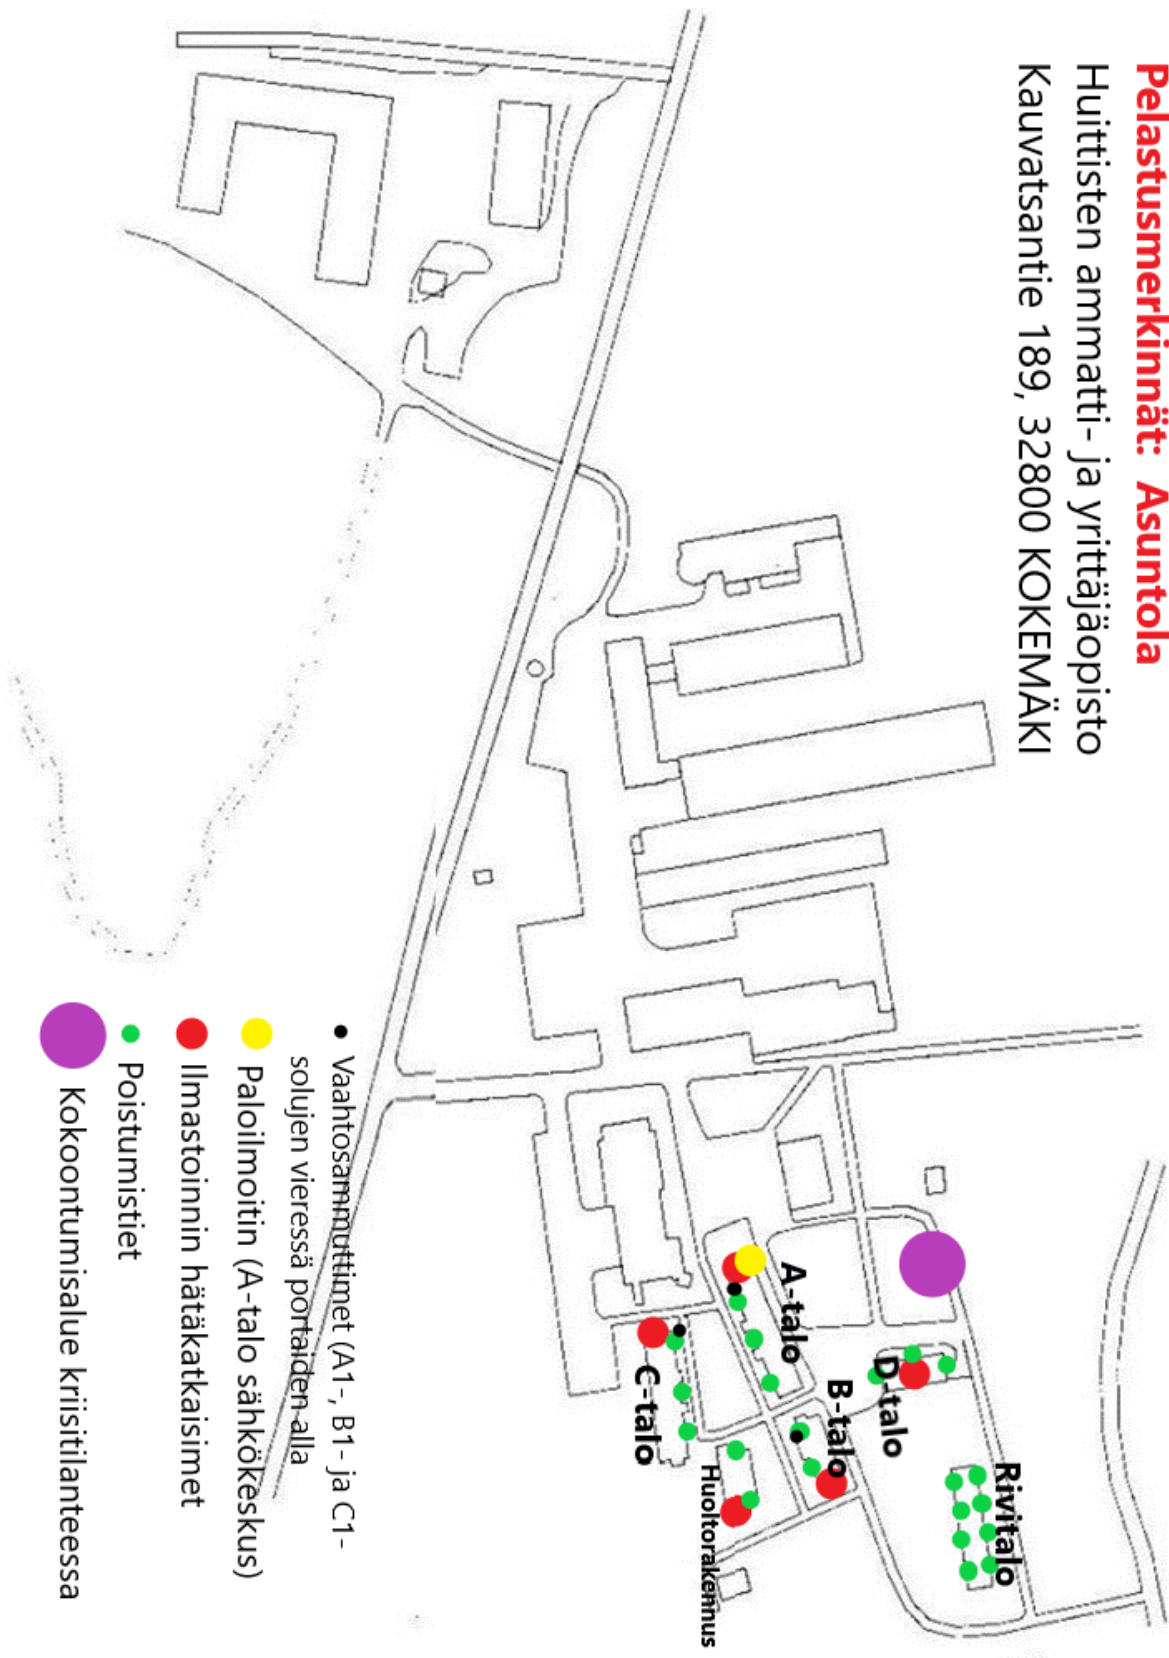 Pelastusmerkinnät: Asuntola
Huittisten ammatti- ja yrittäjäopisto
Kauvatsantie 189, 32800 KOKEMÄKI
Rivitalo
D-talo
B-talo
A-talo
Huoltorakennus
C-talo
Vaahtosammuttimet (A1-, B1- ja C1-
solujen vieressä portaiden alla
Paloilmoitin (A-talo sähkökeskus)
Ilmastoinnin hätäkatkaisimet
Poistumistiet
Kokoontumisalue kriisitilanteessa